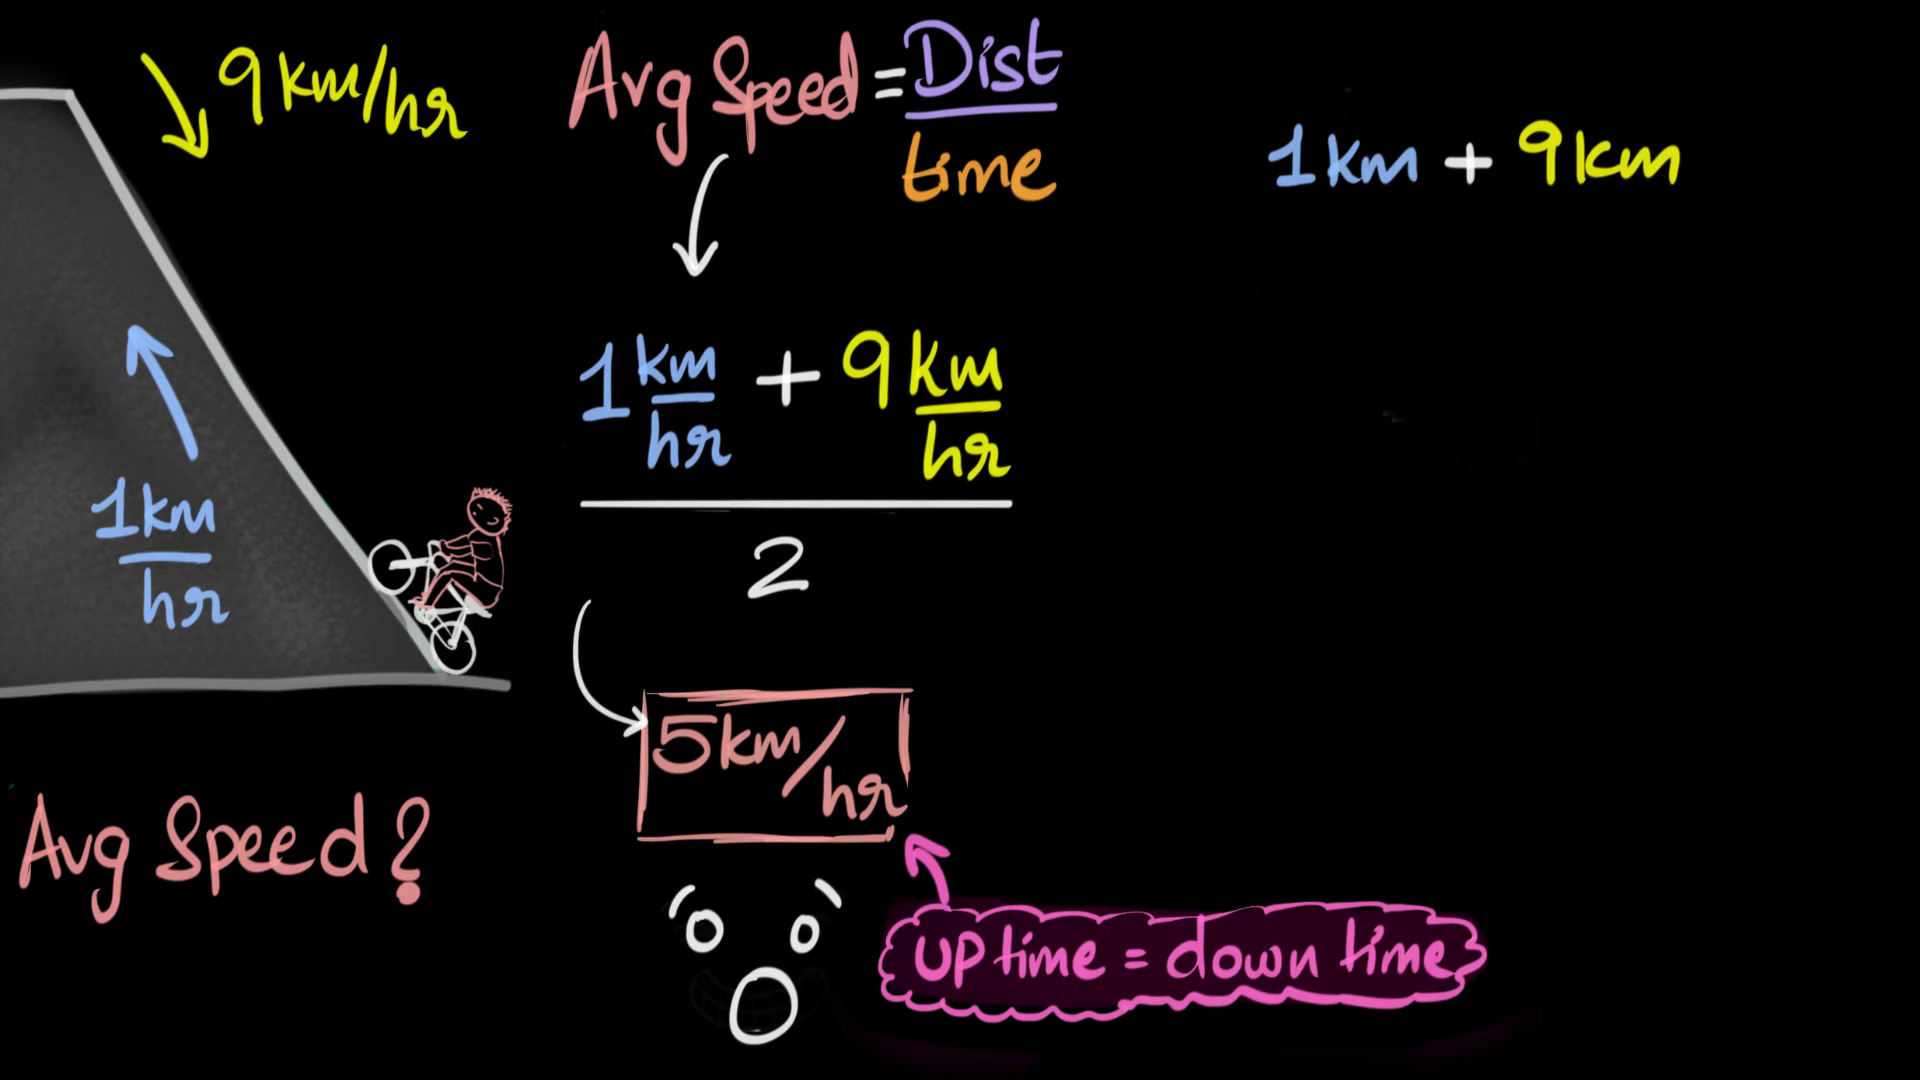 9 km/hr
1 km
hr
Avg Speed?
Avg Speed = Dist
time
1 km + 9 km
hr hr
2
5 km/hr
1 km + 9 km
up time = down time